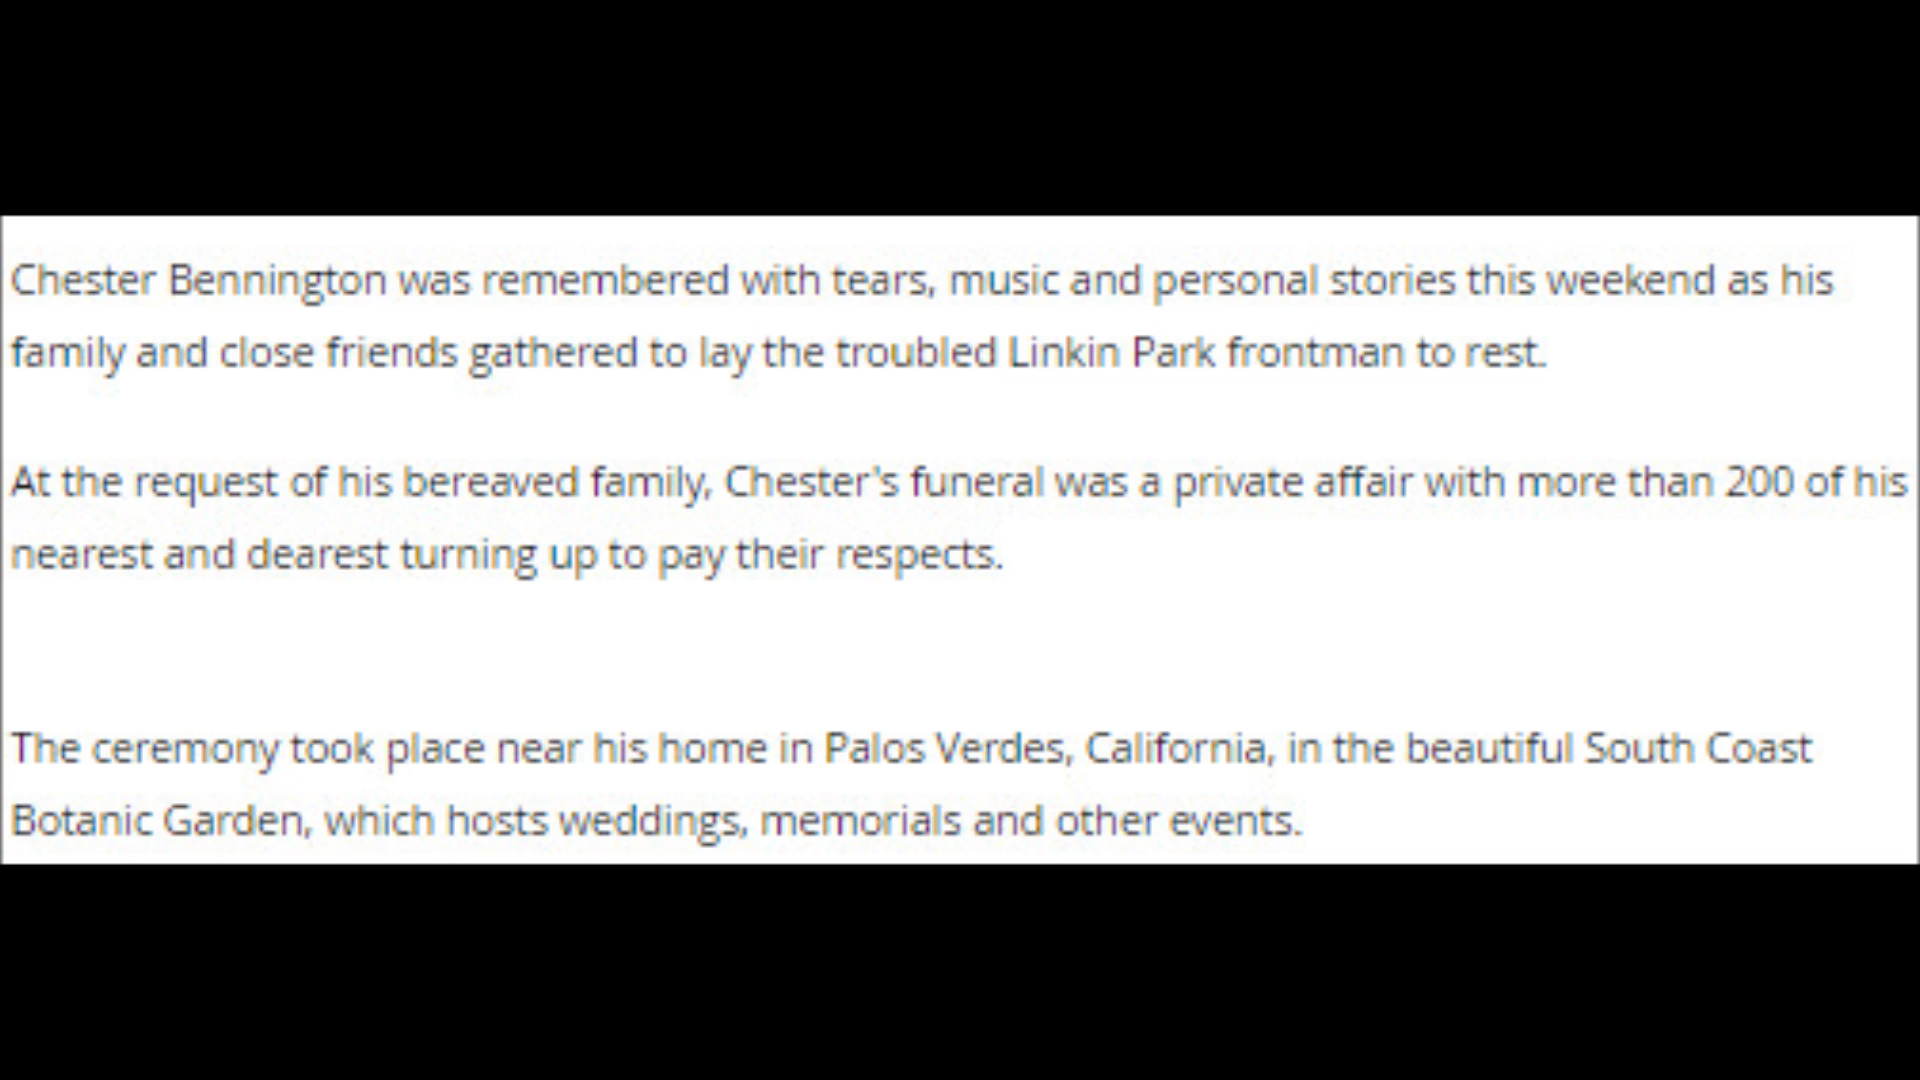 Chester Bennington was remembered with tears, music and personal stories this weekend as his
family and close friends gathered to lay the troubled Linkin Park frontman to rest.
At the request of his bereaved family, Chester's funeral was a private affair with more than 200 of his
nearest and dearest turning up to pay their respects.
The ceremony took place near his home in Palos Verdes, California, in the beautiful South Coast
Botanic Garden, which hosts weddings, memorials and other events.